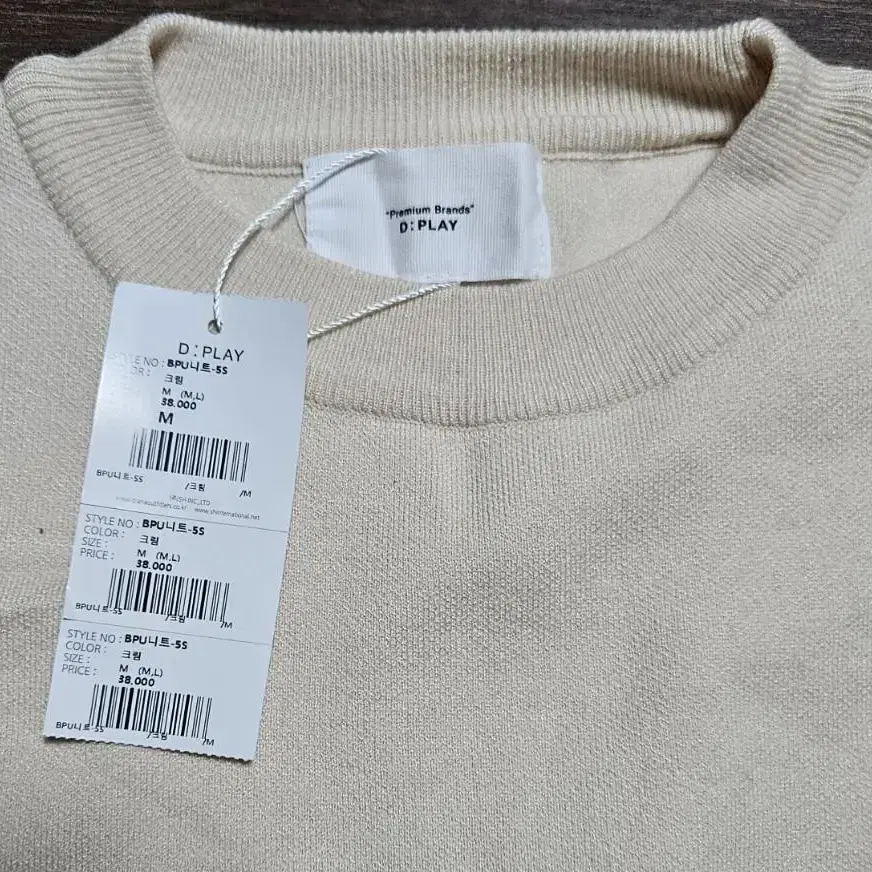 "Premium Brands"
D:PLAY
D:PLAY
STYLE NO : BPU니트-5S
COLOR : 크림
M (M,L)
38.000
M
BPU니트-5S /크림 /M
www.shinternational.net
STYLE NO : BPU니트-5S
COLOR : 크림
SIZE : M (M,L)
PRICE : 38.000
BPU니트-5S /크림 /M
STYLE NO : BPU니트-5S
COLOR : 크림
SIZE : M (M,L)
PRICE : 38.000
BPU니트-5S /크림 /M